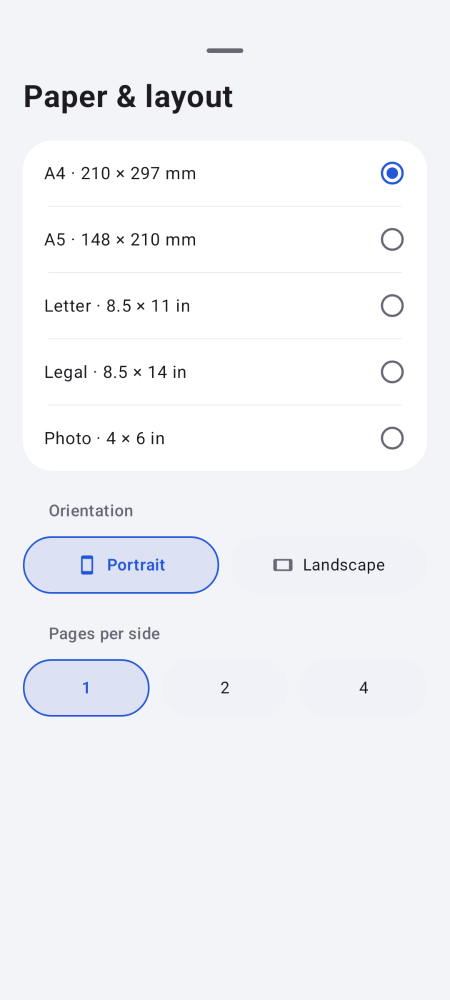 Paper & layout
A4 · 210 × 297 mm
A5 · 148 × 210 mm
Letter · 8.5 × 11 in
Legal · 8.5 × 14 in
Photo · 4 × 6 in
Orientation
Portrait
Landscape
Pages per side
1
2
4